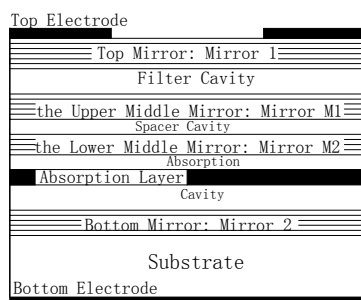 Top Electrode
Top Mirror: Mirror 1
Filter Cavity
the Upper Middle Mirror: Mirror M1
Spacer Cavity
the Lower Middle Mirror: Mirror M2
Absorption
Absorption Layer
Cavity
Bottom Mirror: Mirror 2
Substrate
Bottom Electrode